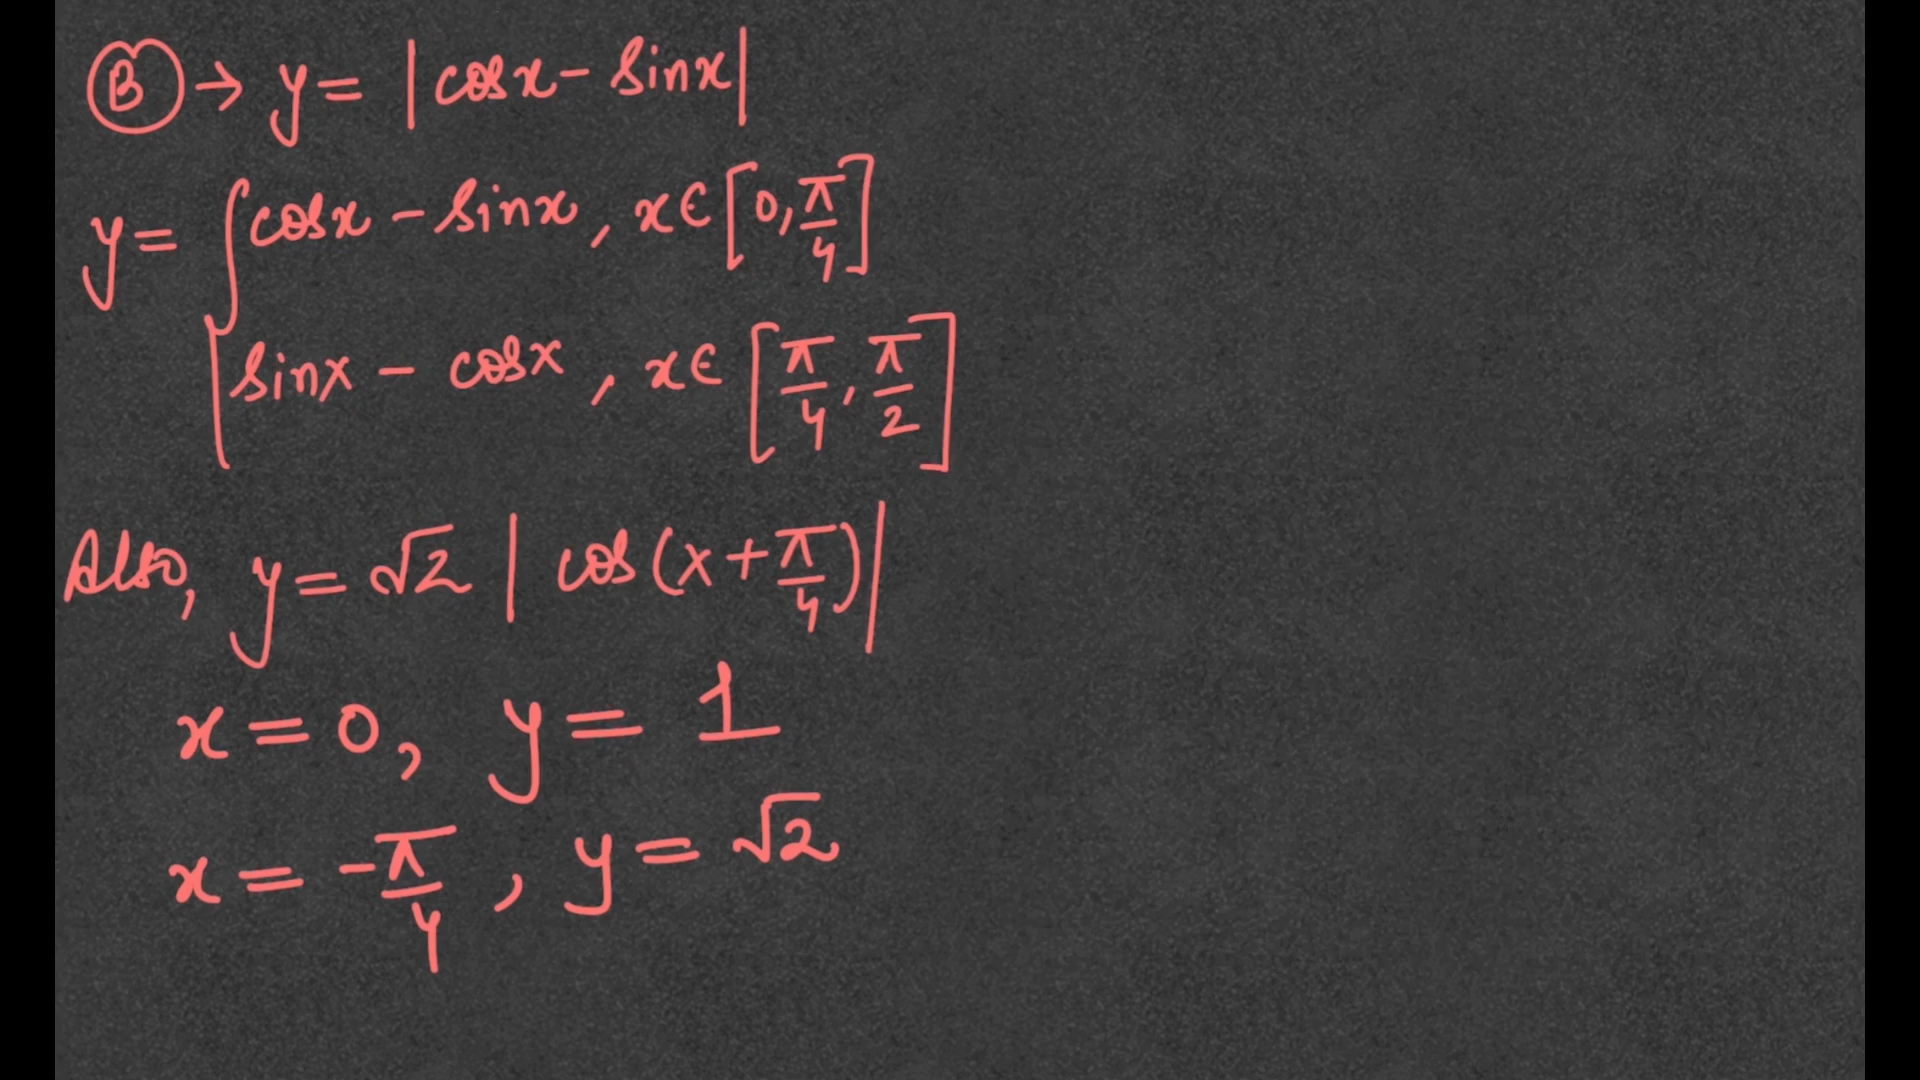 Ⓑ → y = |cosx - sinx|
y = { cosx - sinx, x ∈ [0, π/4]
sinx - cosx, x ∈ [π/4, π/2]
Also, y = √2 |cos(x + π/4)|
x = 0, y = 1
x = -π/4, y = √2